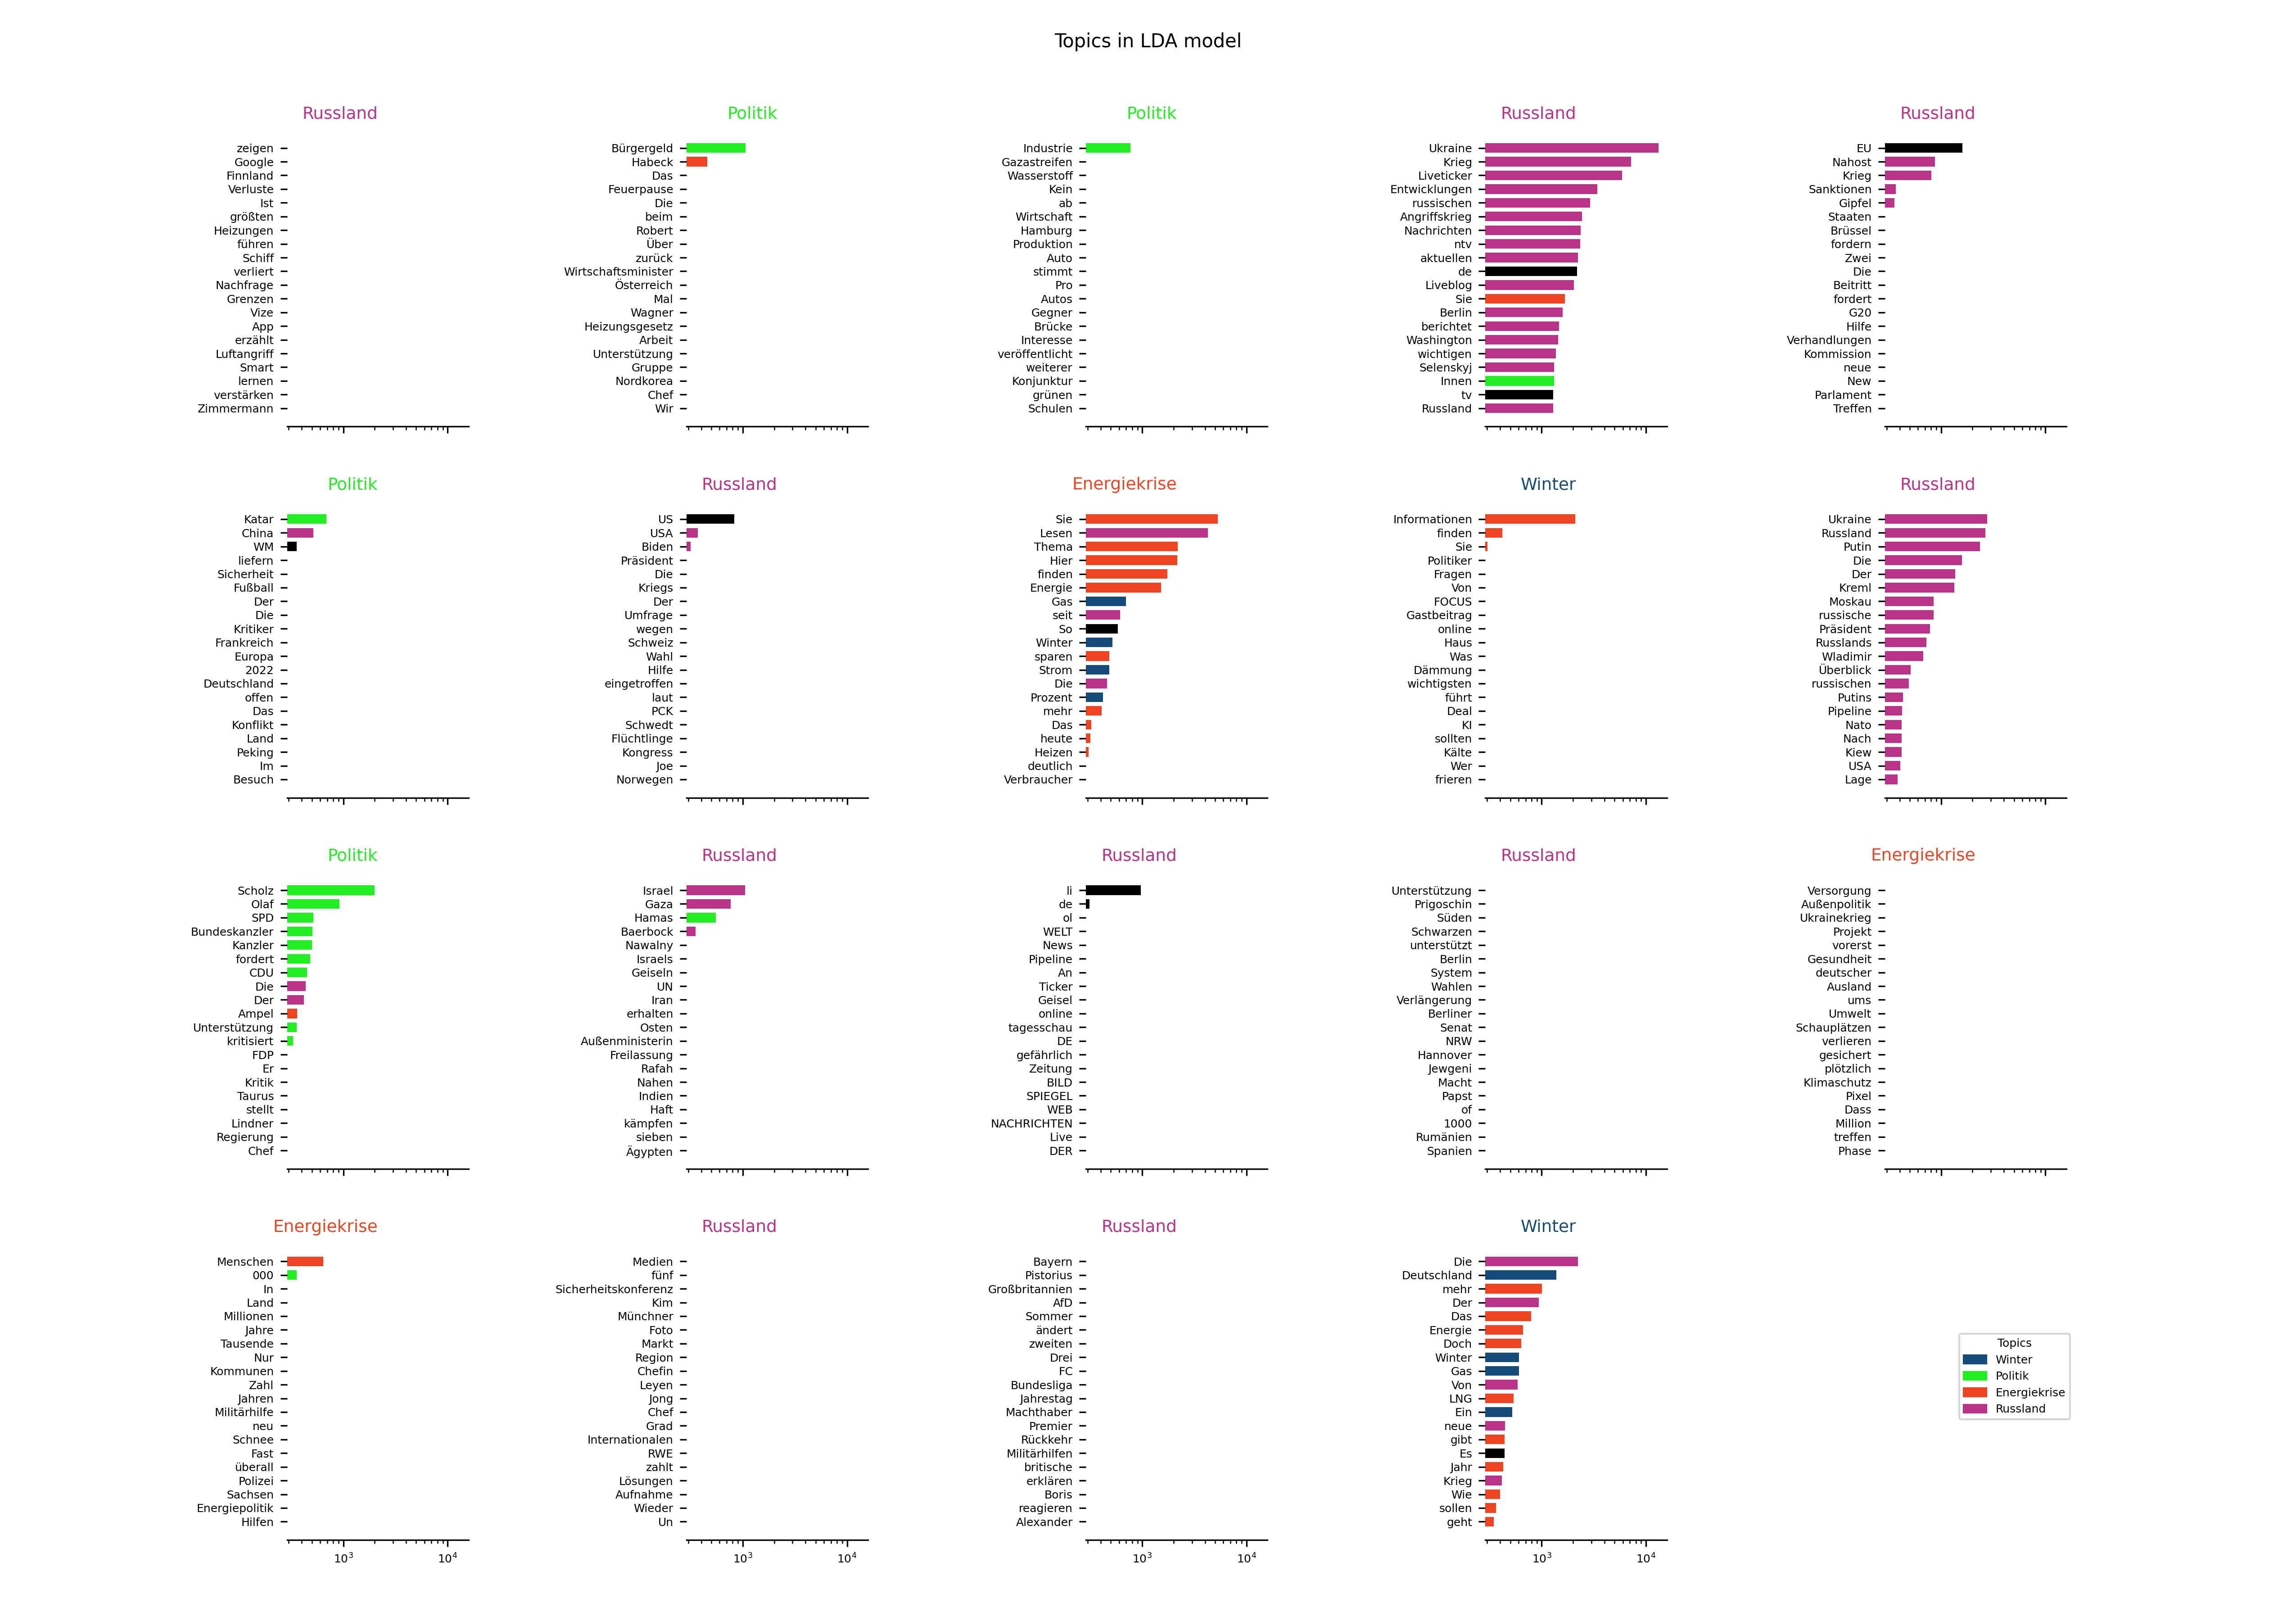 Topics in LDA model
Russland
zeigen
Google
Finnland
Verluste
Ist
größten
Heizungen
führen
Schiff
verliert
Nachfrage
Grenzen
Vize
App
erzählt
Luftangriff
Smart
lernen
verstärken
Zimmermann
Politik
Bürgergeld
Habeck
Das
Feuerpause
Die
beim
Robert
Über
zurück
Wirtschaftsminister
Österreich
Mal
Wagner
Heizungsgesetz
Arbeit
Unterstützung
Gruppe
Nordkorea
Chef
Wir
Politik
Industrie
Gazastreifen
Wasserstoff
Kein
ab
Wirtschaft
Hamburg
Produktion
Auto
stimmt
Pro
Autos
Gegner
Brücke
Interesse
veröffentlicht
weiterer
Konjunktur
grünen
Schulen
Russland
Ukraine
Krieg
Liveticker
Entwicklungen
russischen
Angriffskrieg
Nachrichten
ntv
aktuellen
de
Liveblog
Sie
Berlin
berichtet
Washington
wichtigen
Selenskyj
Innen
tv
Russland
Russland
EU
Nahost
Krieg
Sanktionen
Gipfel
Staaten
Brüssel
fordern
Zwei
Die
Beitritt
fordert
G20
Hilfe
Verhandlungen
Kommission
neue
New
Parlament
Treffen
Politik
Katar
China
WM
liefern
Sicherheit
Fußball
Der
Die
Kritiker
Frankreich
Europa
2022
Deutschland
offen
Das
Konflikt
Land
Peking
Im
Besuch
Russland
US
USA
Biden
Präsident
Die
Kriegs
Der
Umfrage
wegen
Schweiz
Wahl
Hilfe
eingetroffen
laut
PCK
Schwedt
Flüchtlinge
Kongress
Joe
Norwegen
Energiekrise
Sie
Lesen
Thema
Hier
finden
Energie
Gas
seit
So
Winter
sparen
Strom
Die
Prozent
mehr
Das
heute
Heizen
deutlich
Verbraucher
Winter
Informationen
finden
Sie
Politiker
Fragen
Von
FOCUS
Gastbeitrag
online
Haus
Was
Dämmung
wichtigsten
führt
Deal
KI
sollten
Kälte
Wer
frieren
Russland
Ukraine
Russland
Putin
Die
Der
Kreml
Moskau
russische
Präsident
Russlands
Wladimir
Überblick
russischen
Putins
Pipeline
Nato
Nach
Kiew
USA
Lage
Politik
Scholz
Olaf
SPD
Bundeskanzler
Kanzler
fordert
CDU
Die
Der
Ampel
Unterstützung
kritisiert
FDP
Er
Kritik
Taurus
stellt
Lindner
Regierung
Chef
Russland
Israel
Gaza
Hamas
Baerbock
Nawalny
Israels
Geiseln
UN
Iran
erhalten
Osten
Außenministerin
Freilassung
Rafah
Nahen
Indien
Haft
kämpfen
sieben
Ägypten
Russland
li
de
ol
WELT
News
Pipeline
An
Ticker
Geisel
online
tagesschau
DE
gefährlich
Zeitung
BILD
SPIEGEL
WEB
NACHRICHTEN
Live
DER
Russland
Unterstützung
Prigoschin
Süden
Schwarzen
unterstützt
Berlin
System
Wahlen
Verlängerung
Berliner
Senat
NRW
Hannover
Jewgeni
Macht
Papst
of
1000
Rumänien
Spanien
Energiekrise
Versorgung
Außenpolitik
Ukrainekrieg
Projekt
vorerst
Gesundheit
deutscher
Ausland
ums
Umwelt
Schauplätzen
verlieren
gesichert
plötzlich
Klimaschutz
Pixel
Dass
Million
treffen
Phase
Energiekrise
Menschen
000
In
Land
Millionen
Jahre
Tausende
Nur
Kommunen
Zahl
Jahren
Militärhilfe
neu
Schnee
Fast
überall
Polizei
Sachsen
Energiepolitik
Hilfen
10³ 10⁴
Russland
Medien
fünf
Sicherheitskonferenz
Kim
Münchner
Foto
Markt
Region
Chefin
Leyen
Jong
Chef
Grad
Internationalen
RWE
zahlt
Lösungen
Aufnahme
Wieder
Un
10³ 10⁴
Russland
Bayern
Pistorius
Großbritannien
AfD
Sommer
ändert
zweiten
Drei
FC
Bundesliga
Jahrestag
Machthaber
Premier
Rückkehr
Militärhilfen
britische
erklären
Boris
reagieren
Alexander
10³ 10⁴
Winter
Die
Deutschland
mehr
Der
Das
Energie
Doch
Winter
Gas
Von
LNG
Ein
neue
gibt
Es
Jahr
Krieg
Wie
sollen
geht
10³ 10⁴
Topics
Winter
Politik
Energiekrise
Russland